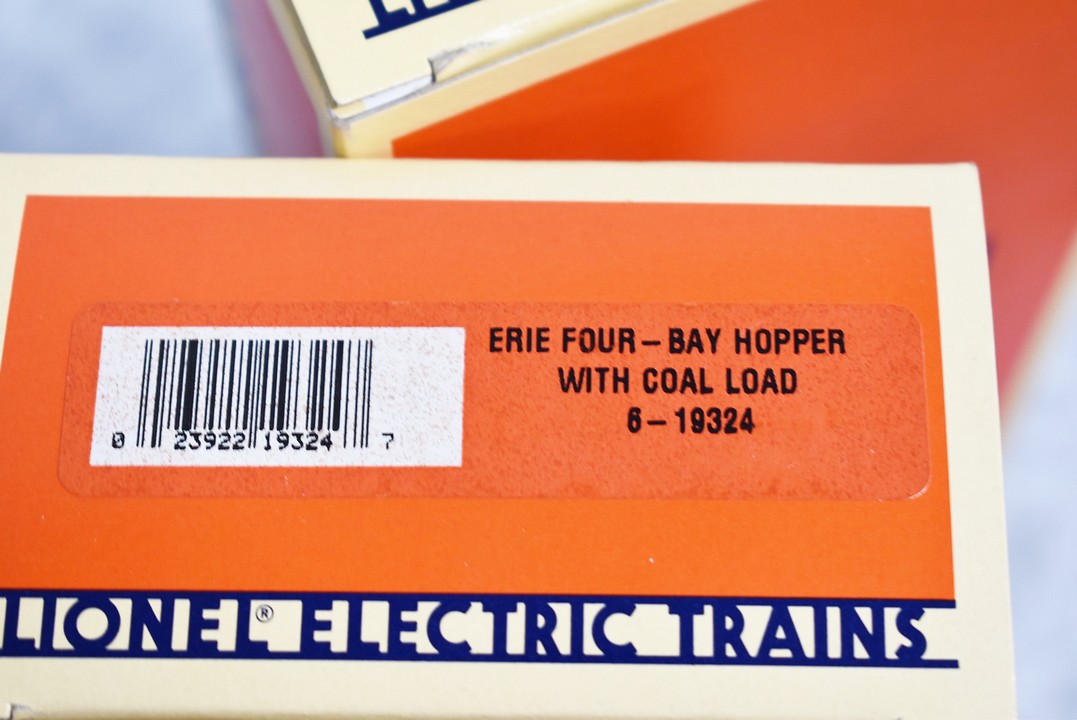 ERIE FOUR-BAY HOPPER
WITH COAL LOAD
6-19324
0 23922 19324 7
LIONEL® ELECTRIC TRAINS